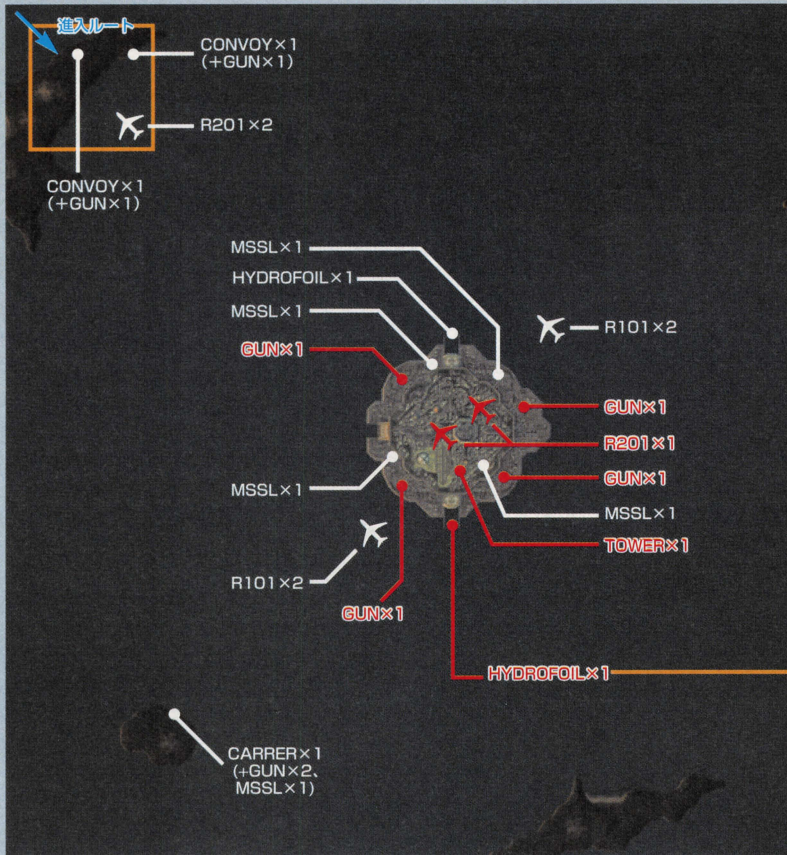 進入ルート
CONVOY×1
(+GUN×1)
R201×2
CONVOY×1
(+GUN×1)
MSSL×1
HYDROFOIL×1
MSSL×1
R101×2
GUN×1
GUN×1
R201×1
GUN×1
MSSL×1
MSSL×1
TOWER×1
R101×2
GUN×1
HYDROFOIL×1
CARRER×1
(+GUN×2、
MSSL×1)